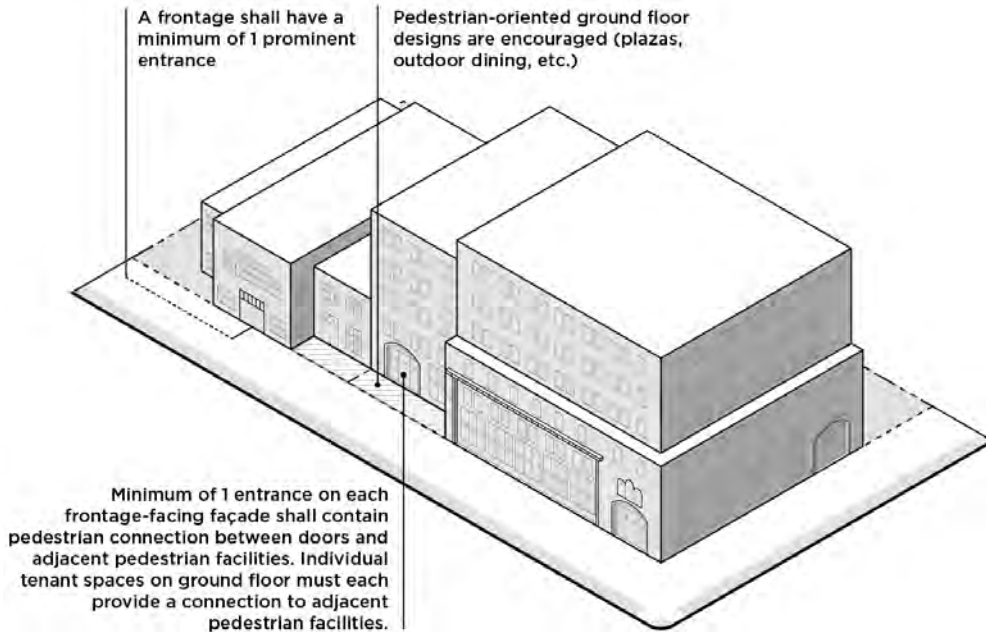 A frontage shall have a
minimum of 1 prominent
entrance
Pedestrian-oriented ground floor
designs are encouraged (plazas,
outdoor dining, etc.)
Minimum of 1 entrance on each
frontage-facing façade shall contain
pedestrian connection between doors and
adjacent pedestrian facilities. Individual
tenant spaces on ground floor must each
provide a connection to adjacent
pedestrian facilities.